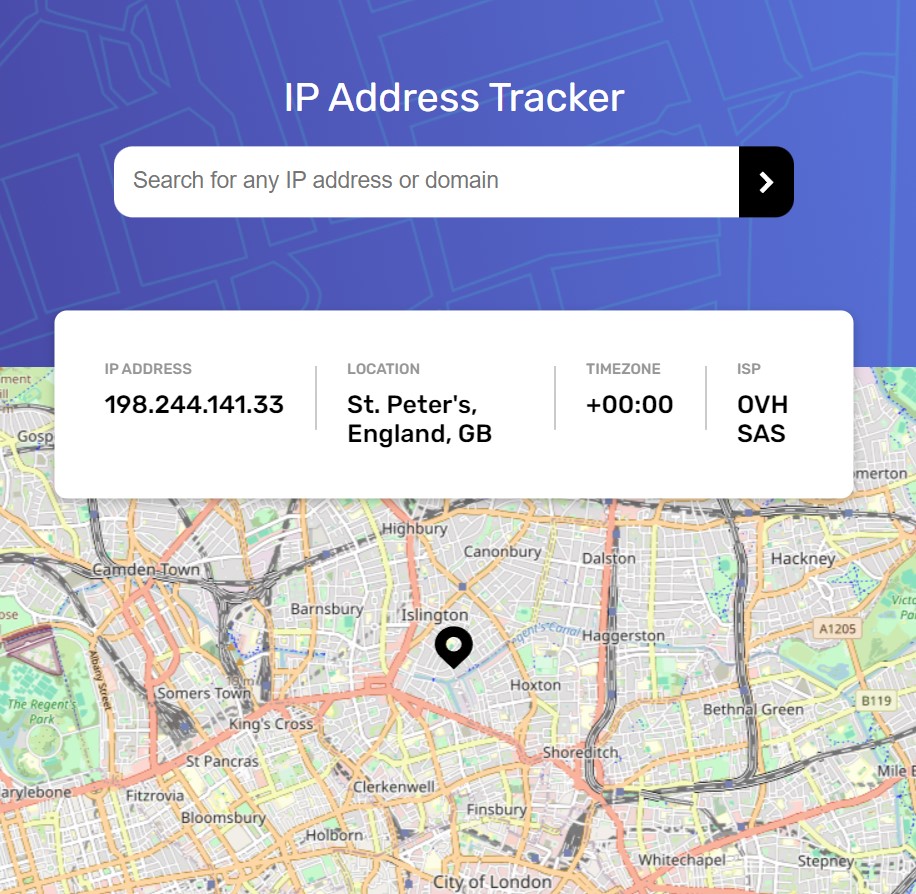 IP Address Tracker
Search for any IP address or domain
IP ADDRESS
198.244.141.33
LOCATION
St. Peter's,
England, GB
TIMEZONE
+00:00
ISP
OVH
SAS
Gosp
merton
Highbury
Canonbury
Dalston
Hackney
Camden Town
Barnsbury
Islington
Regent's Canal
Haggerston
A1205
Albany Street
Somers Town
Hoxton
The Regent's
Park
King's Cross
Bethnal Green
B119
St Pancras
Shoreditch
Mile E
arylebone
Fitzrovia
Clerkenwell
Finsbury
Bloomsbury
Holborn
Whitechapel
Stepney
City of London